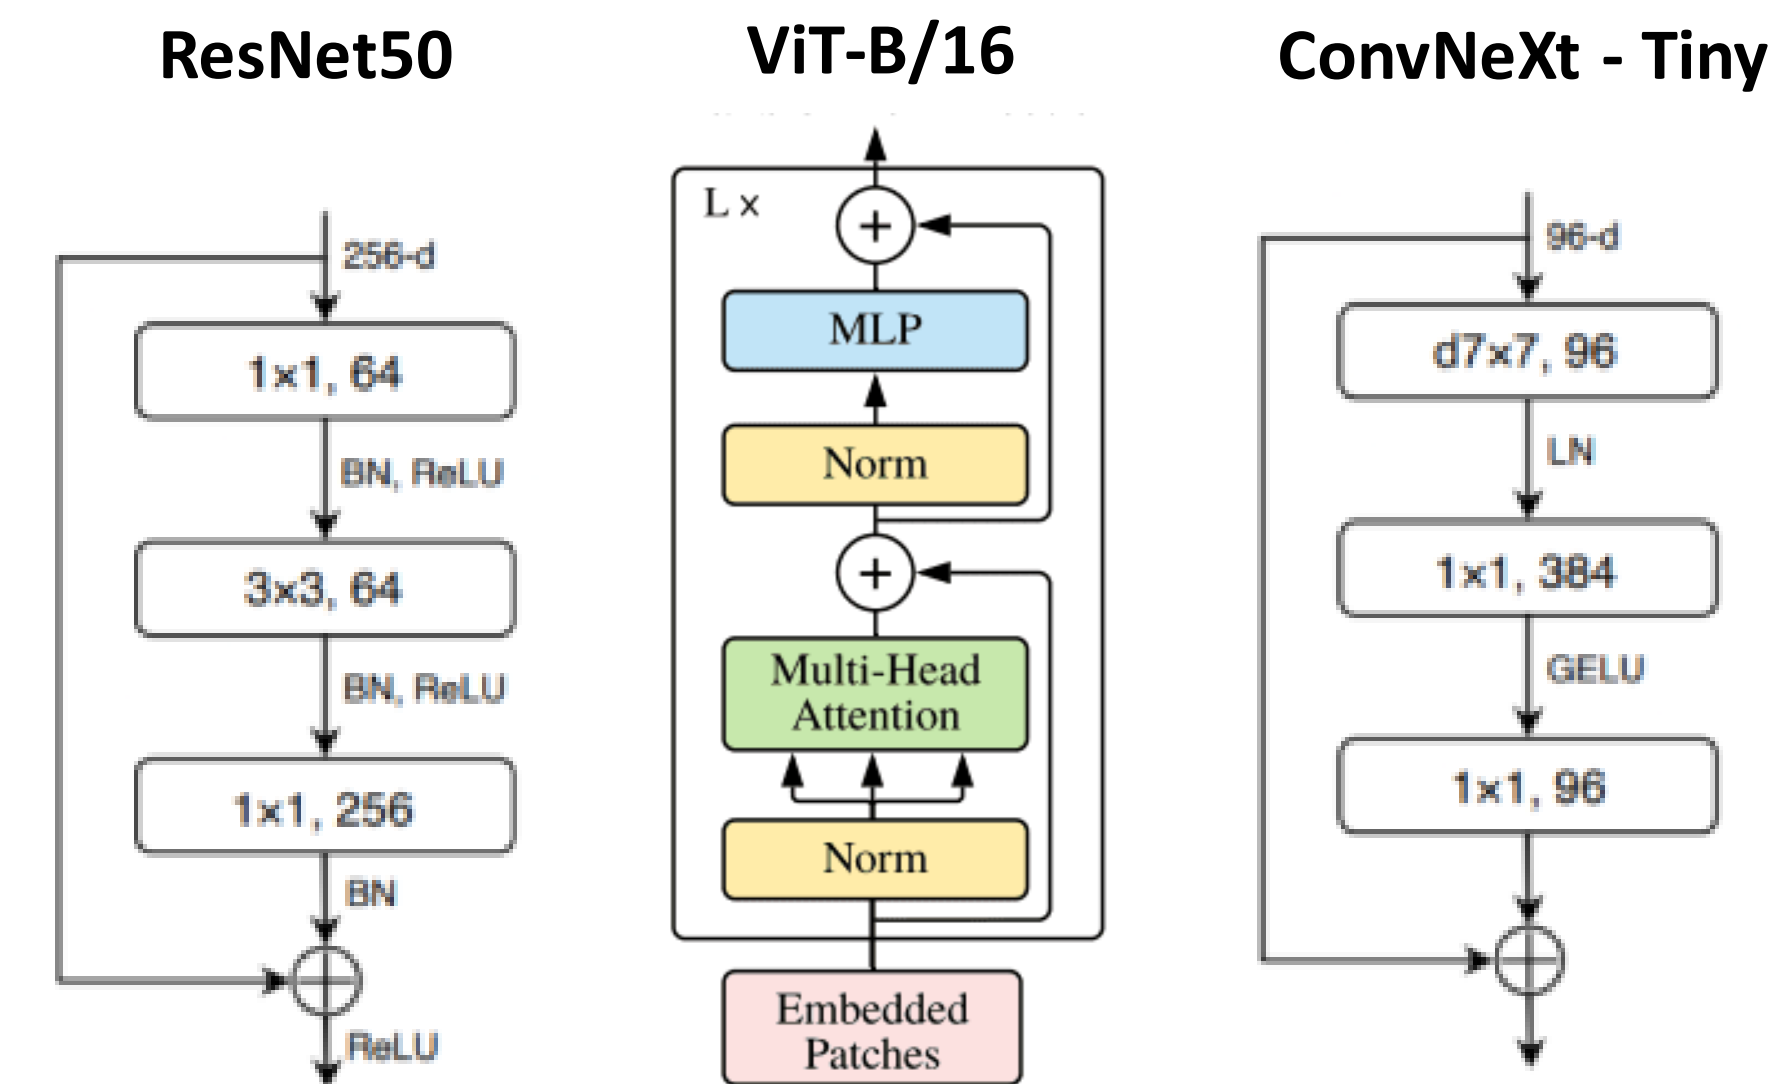 ResNet50
256-d
1x1, 64
BN, ReLU
3x3, 64
BN, ReLU
1x1, 256
BN
ReLU
ViT-B/16
L x
+
MLP
Norm
+
Multi-Head
Attention
Norm
Embedded
Patches
ConvNeXt - Tiny
96-d
d7x7, 96
LN
1x1, 384
GELU
1x1, 96